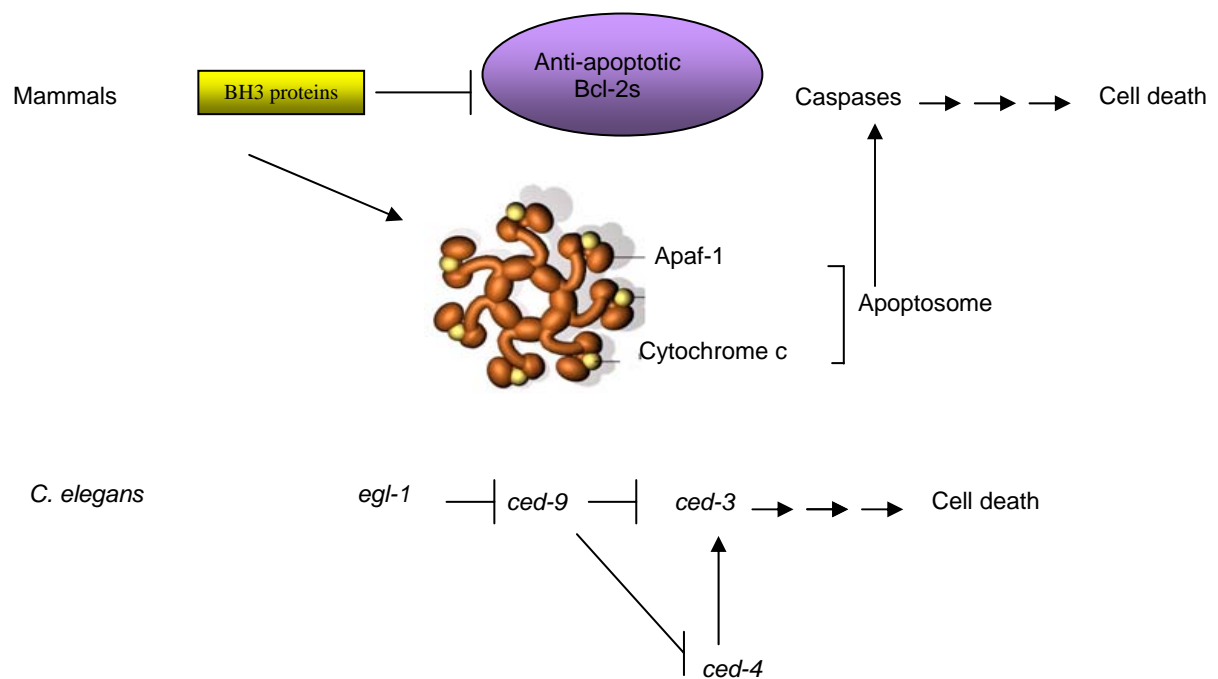 Mammals
BH3 proteins
Anti-apoptotic
Bcl-2s
Caspases
Cell death
Apaf-1
Apoptosome
Cytochrome c
C. elegans
egl-1
ced-9
ced-3
Cell death
ced-4